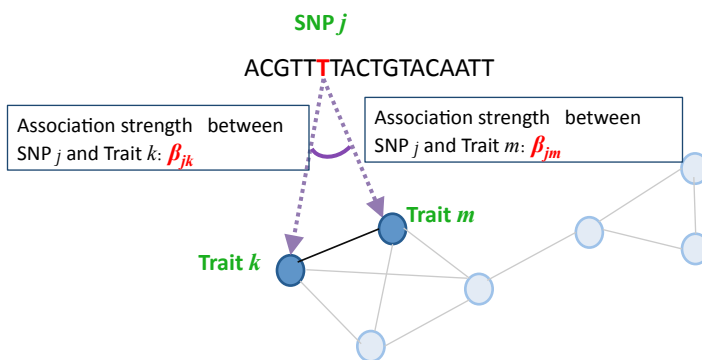 SNP j
ACGTTTTACTGTACAATT
Association strength between
SNP j and Trait k: βjk
Association strength between
SNP j and Trait m: βjm
Trait m
Trait k